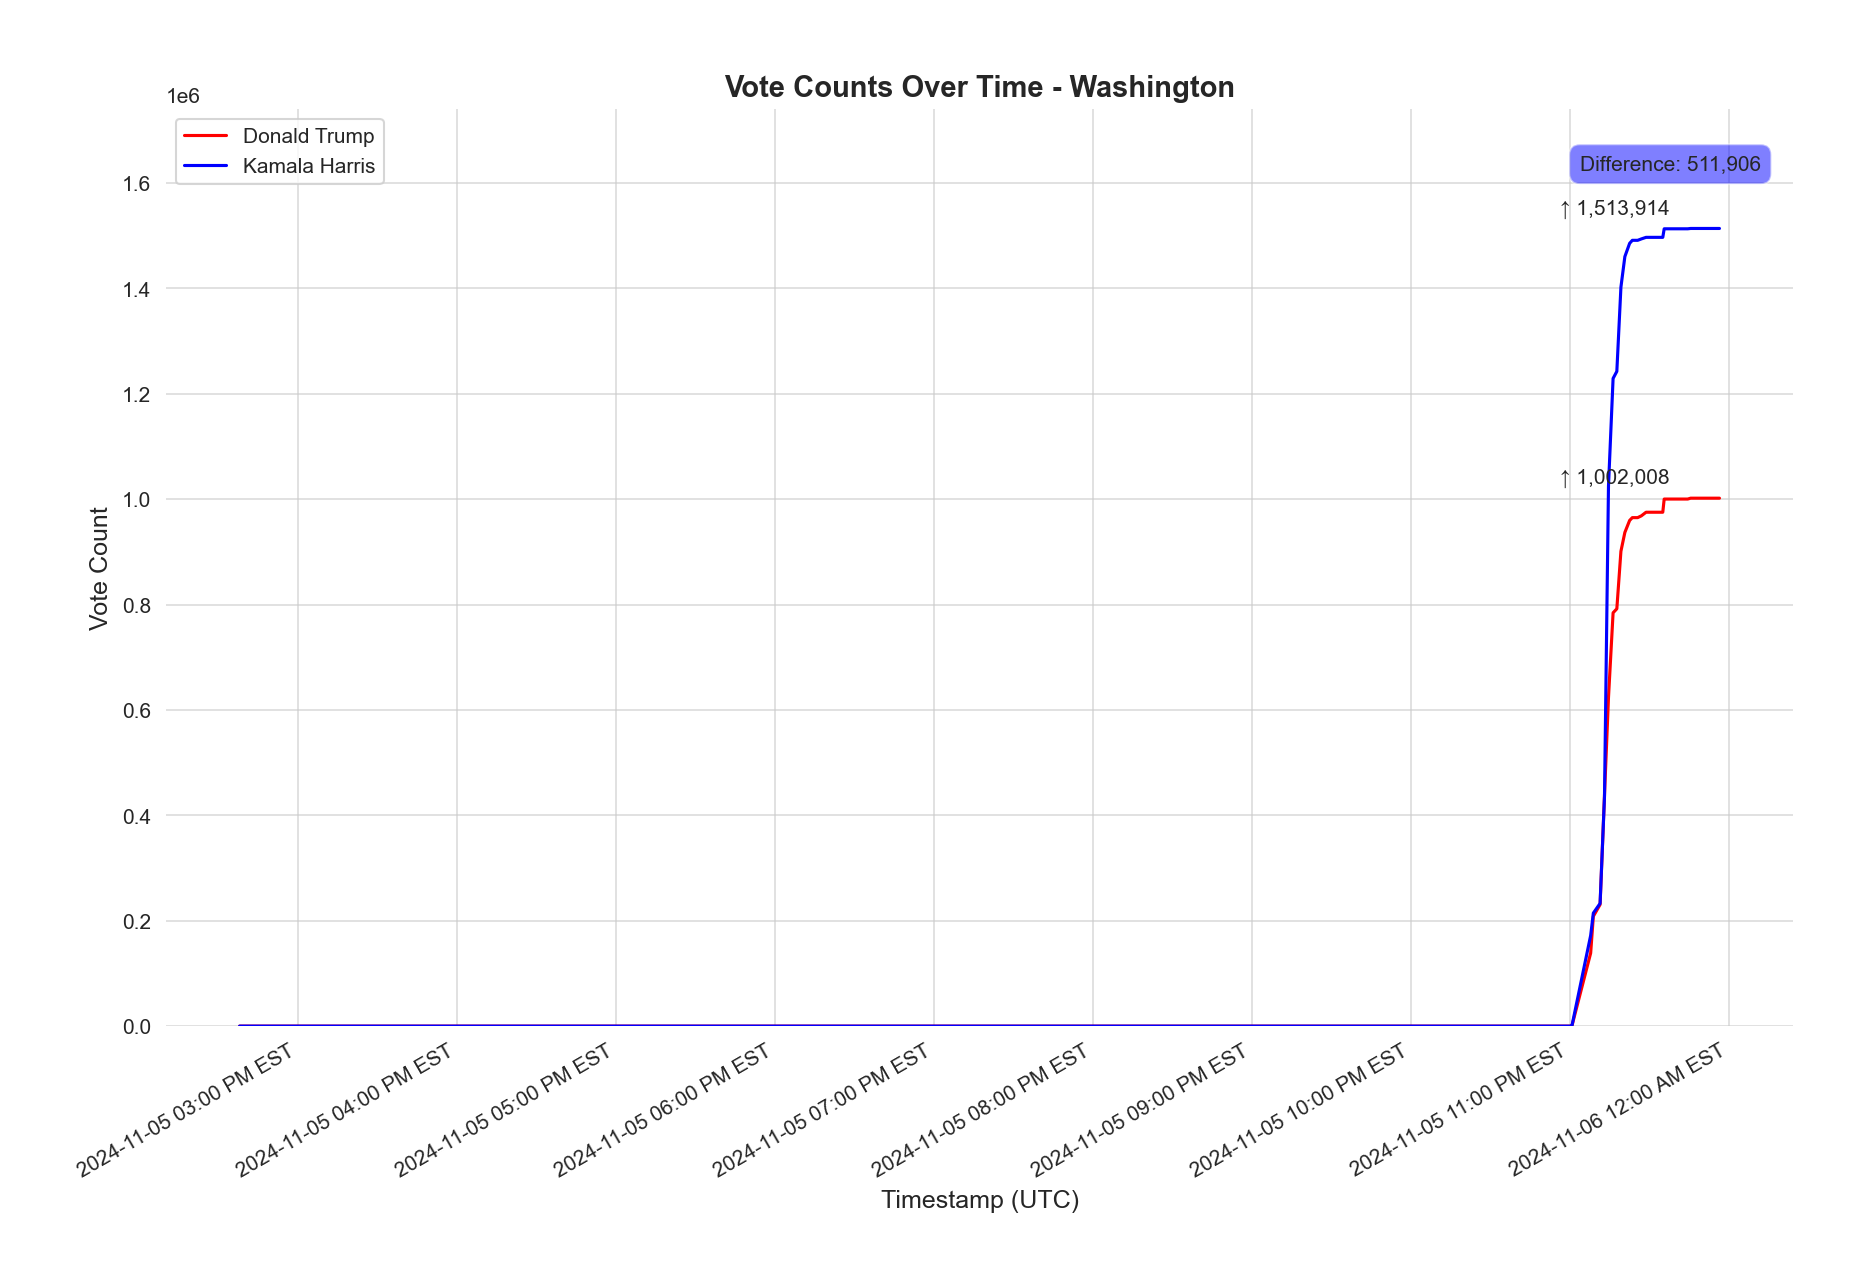 Vote Counts Over Time - Washington
1e6
Donald Trump
Kamala Harris
Difference: 511,906
↑ 1,513,914
↑ 1,002,008
Vote Count
1.6
1.4
1.2
1.0
0.8
0.6
0.4
0.2
0.0
2024-11-05 03:00 PM EST
2024-11-05 04:00 PM EST
2024-11-05 05:00 PM EST
2024-11-05 06:00 PM EST
2024-11-05 07:00 PM EST
2024-11-05 08:00 PM EST
2024-11-05 09:00 PM EST
2024-11-05 10:00 PM EST
2024-11-05 11:00 PM EST
2024-11-06 12:00 AM EST
Timestamp (UTC)